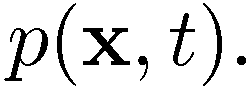 p(𝐱, t).